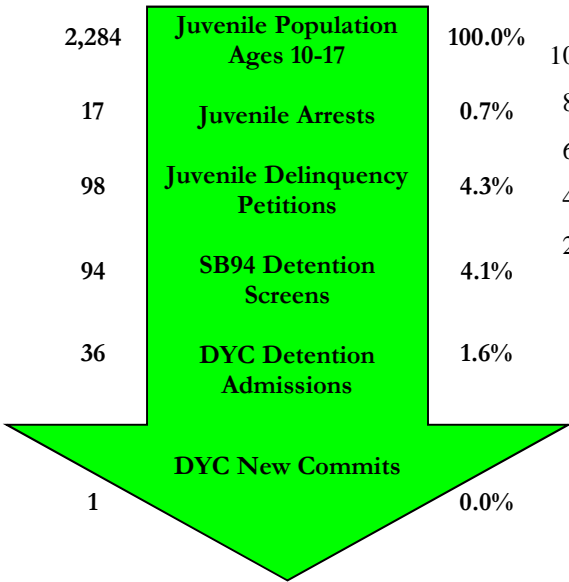 2,284 Juvenile Population Ages 10-17 100.0%
17 Juvenile Arrests 0.7%
98 Juvenile Delinquency Petitions 4.3%
94 SB94 Detention Screens 4.1%
36 DYC Detention Admissions 1.6%
DYC New Commits
1 0.0%